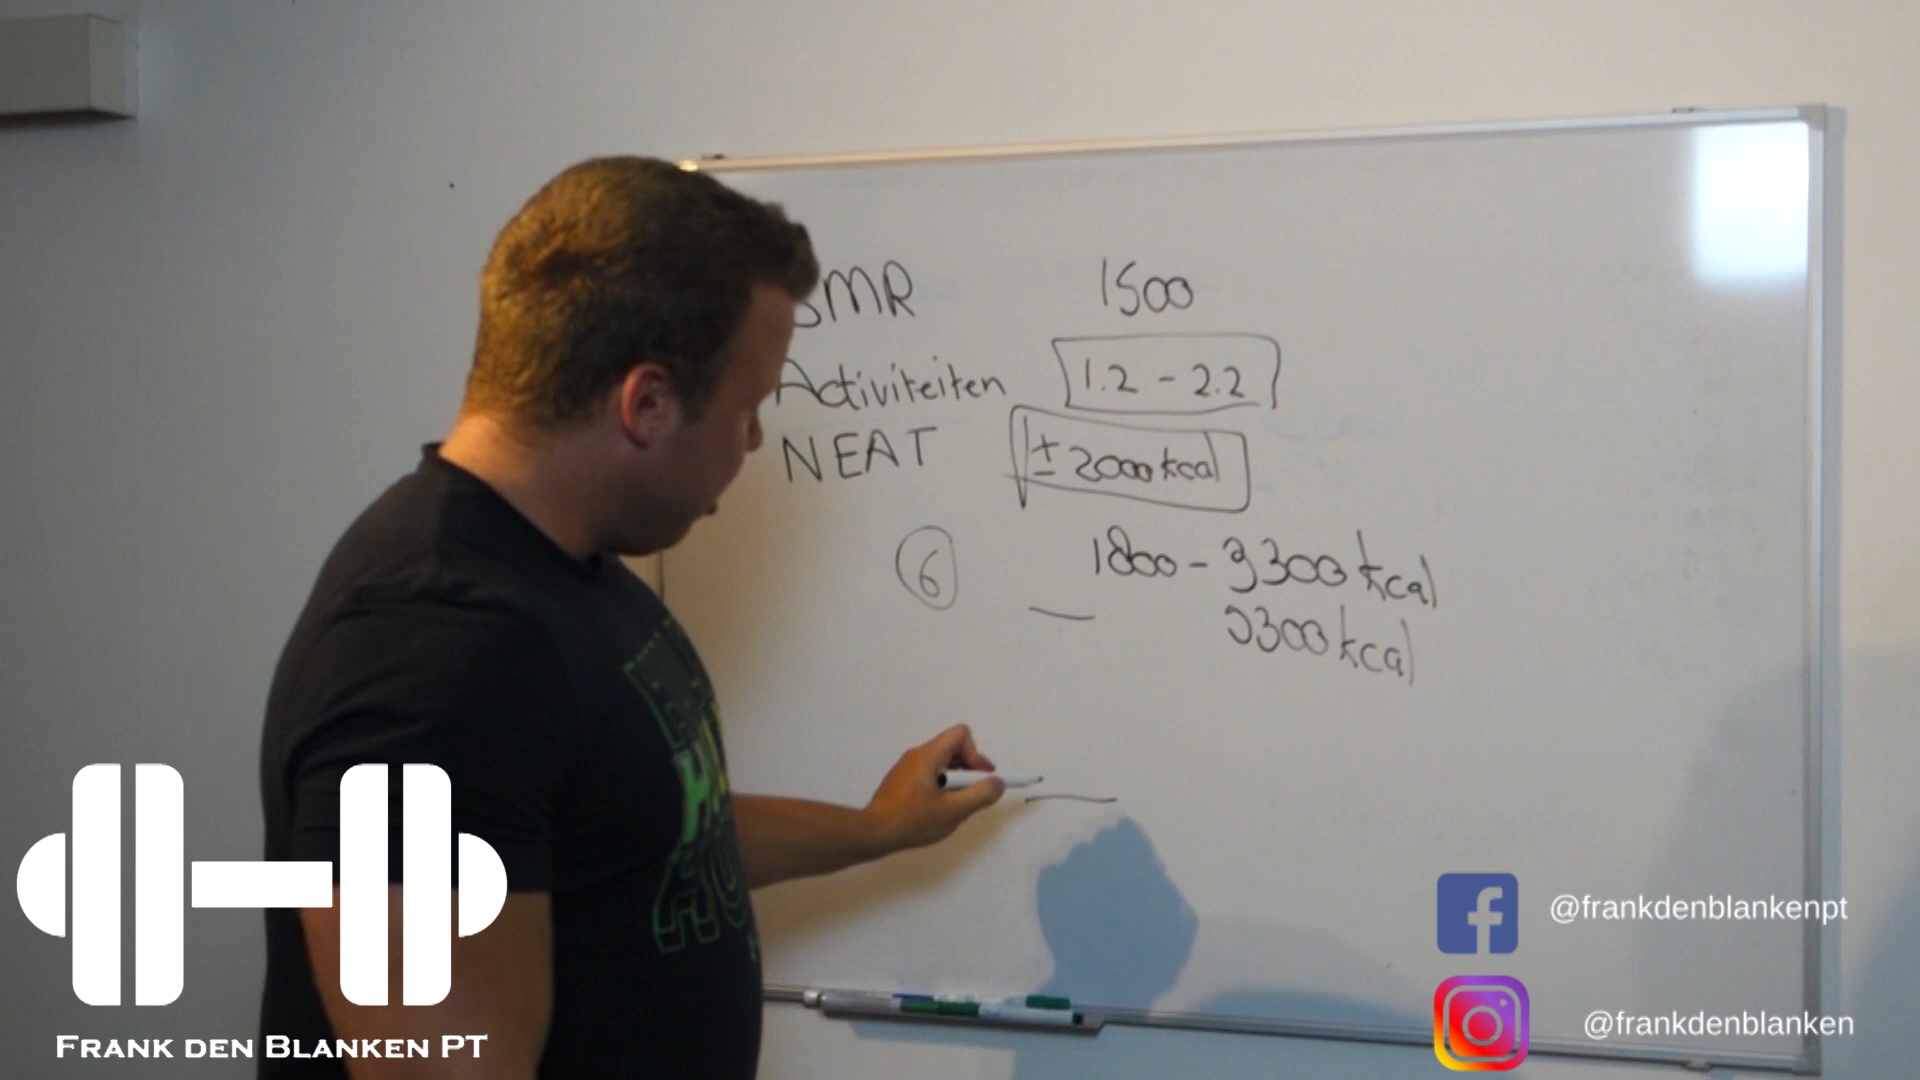 BMR 1500
Activiteiten 1.2 - 2.2
NEAT ± 2000 kcal
6 1800 - 3300 kcal
3300 kcal
FRANK DEN BLANKEN PT
@frankdenblankenpt
@frankdenblanken